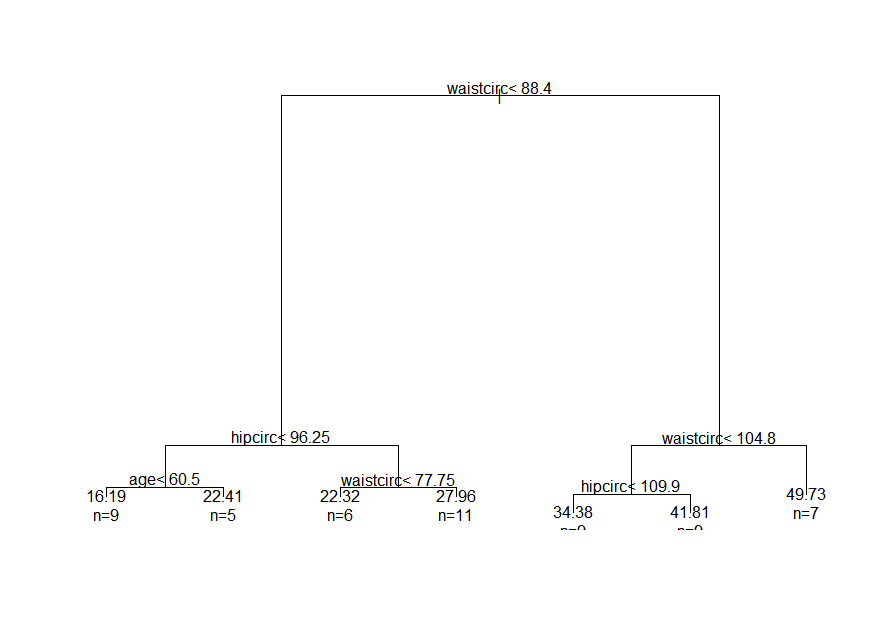 waistcirc< 88.4
hipcirc< 96.25
waistcirc< 104.8
age< 60.5
waistcirc< 77.75
hipcirc< 109.9
16.19
22.41
22.32
27.96
34.38
41.81
49.73
n=9
n=5
n=6
n=11
n=7